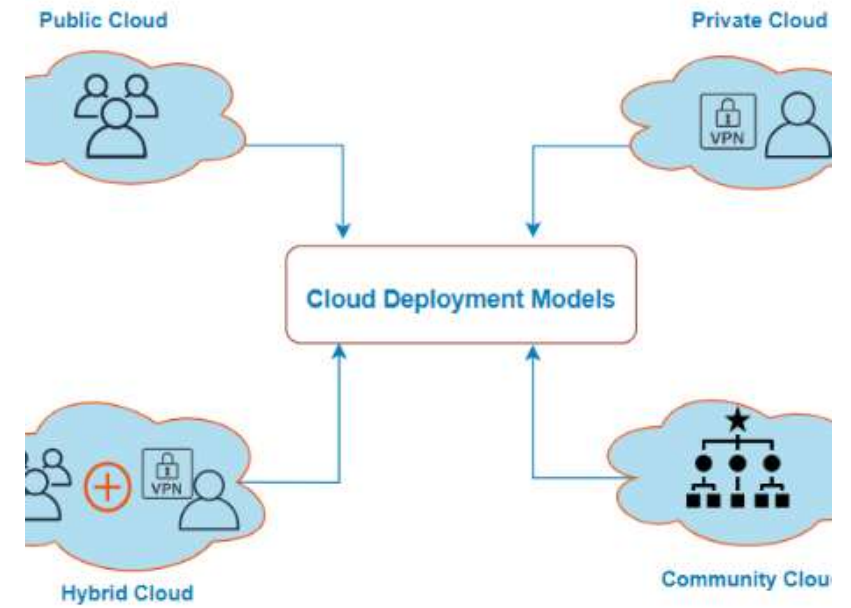 Public Cloud
Private Cloud
VPN
Cloud Deployment Models
VPN
Hybrid Cloud
Community Clou